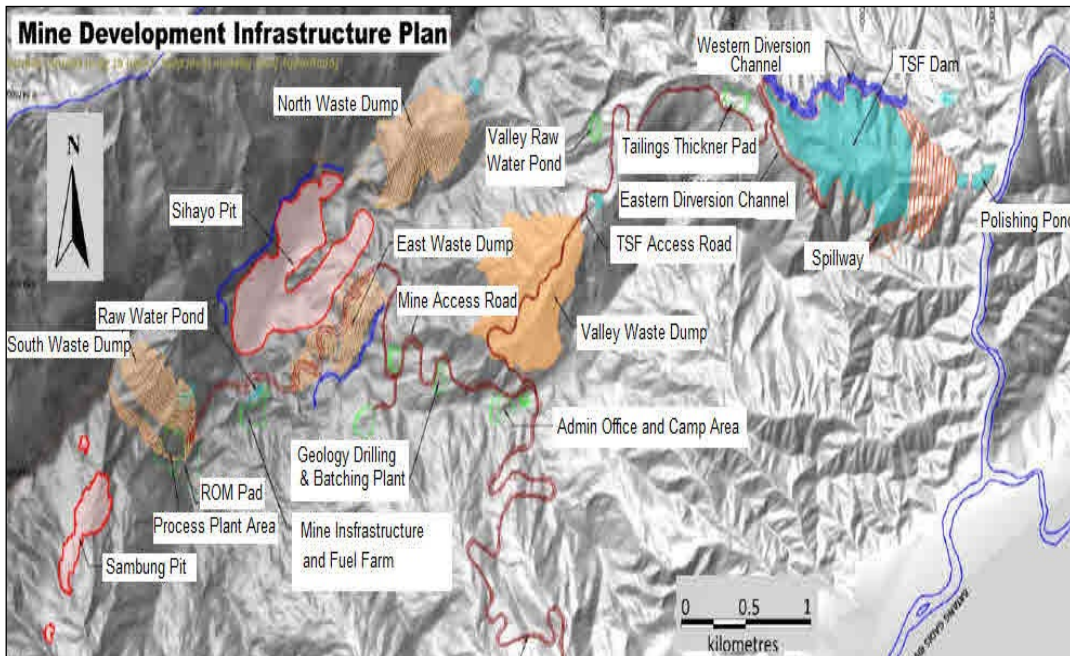 Mine Development Infrastructure Plan
N
North Waste Dump
Sihayo Pit
East Waste Dump
Raw Water Pond
Mine Access Road
South Waste Dump
Valley Raw
Water Pond
Western Diversion
Channel
TSF Dam
Tailings Thickner Pad
Eastern Dirversion Channel
TSF Access Road
Polishing Pond
Spillway
Valley Waste Dump
Admin Office and Camp Area
Geology Drilling
& Batching Plant
ROM Pad
Process Plant Area
Mine Insfrastructure
and Fuel Farm
Sambung Pit
0 0.5 1
kilometres
BATANG GADIS